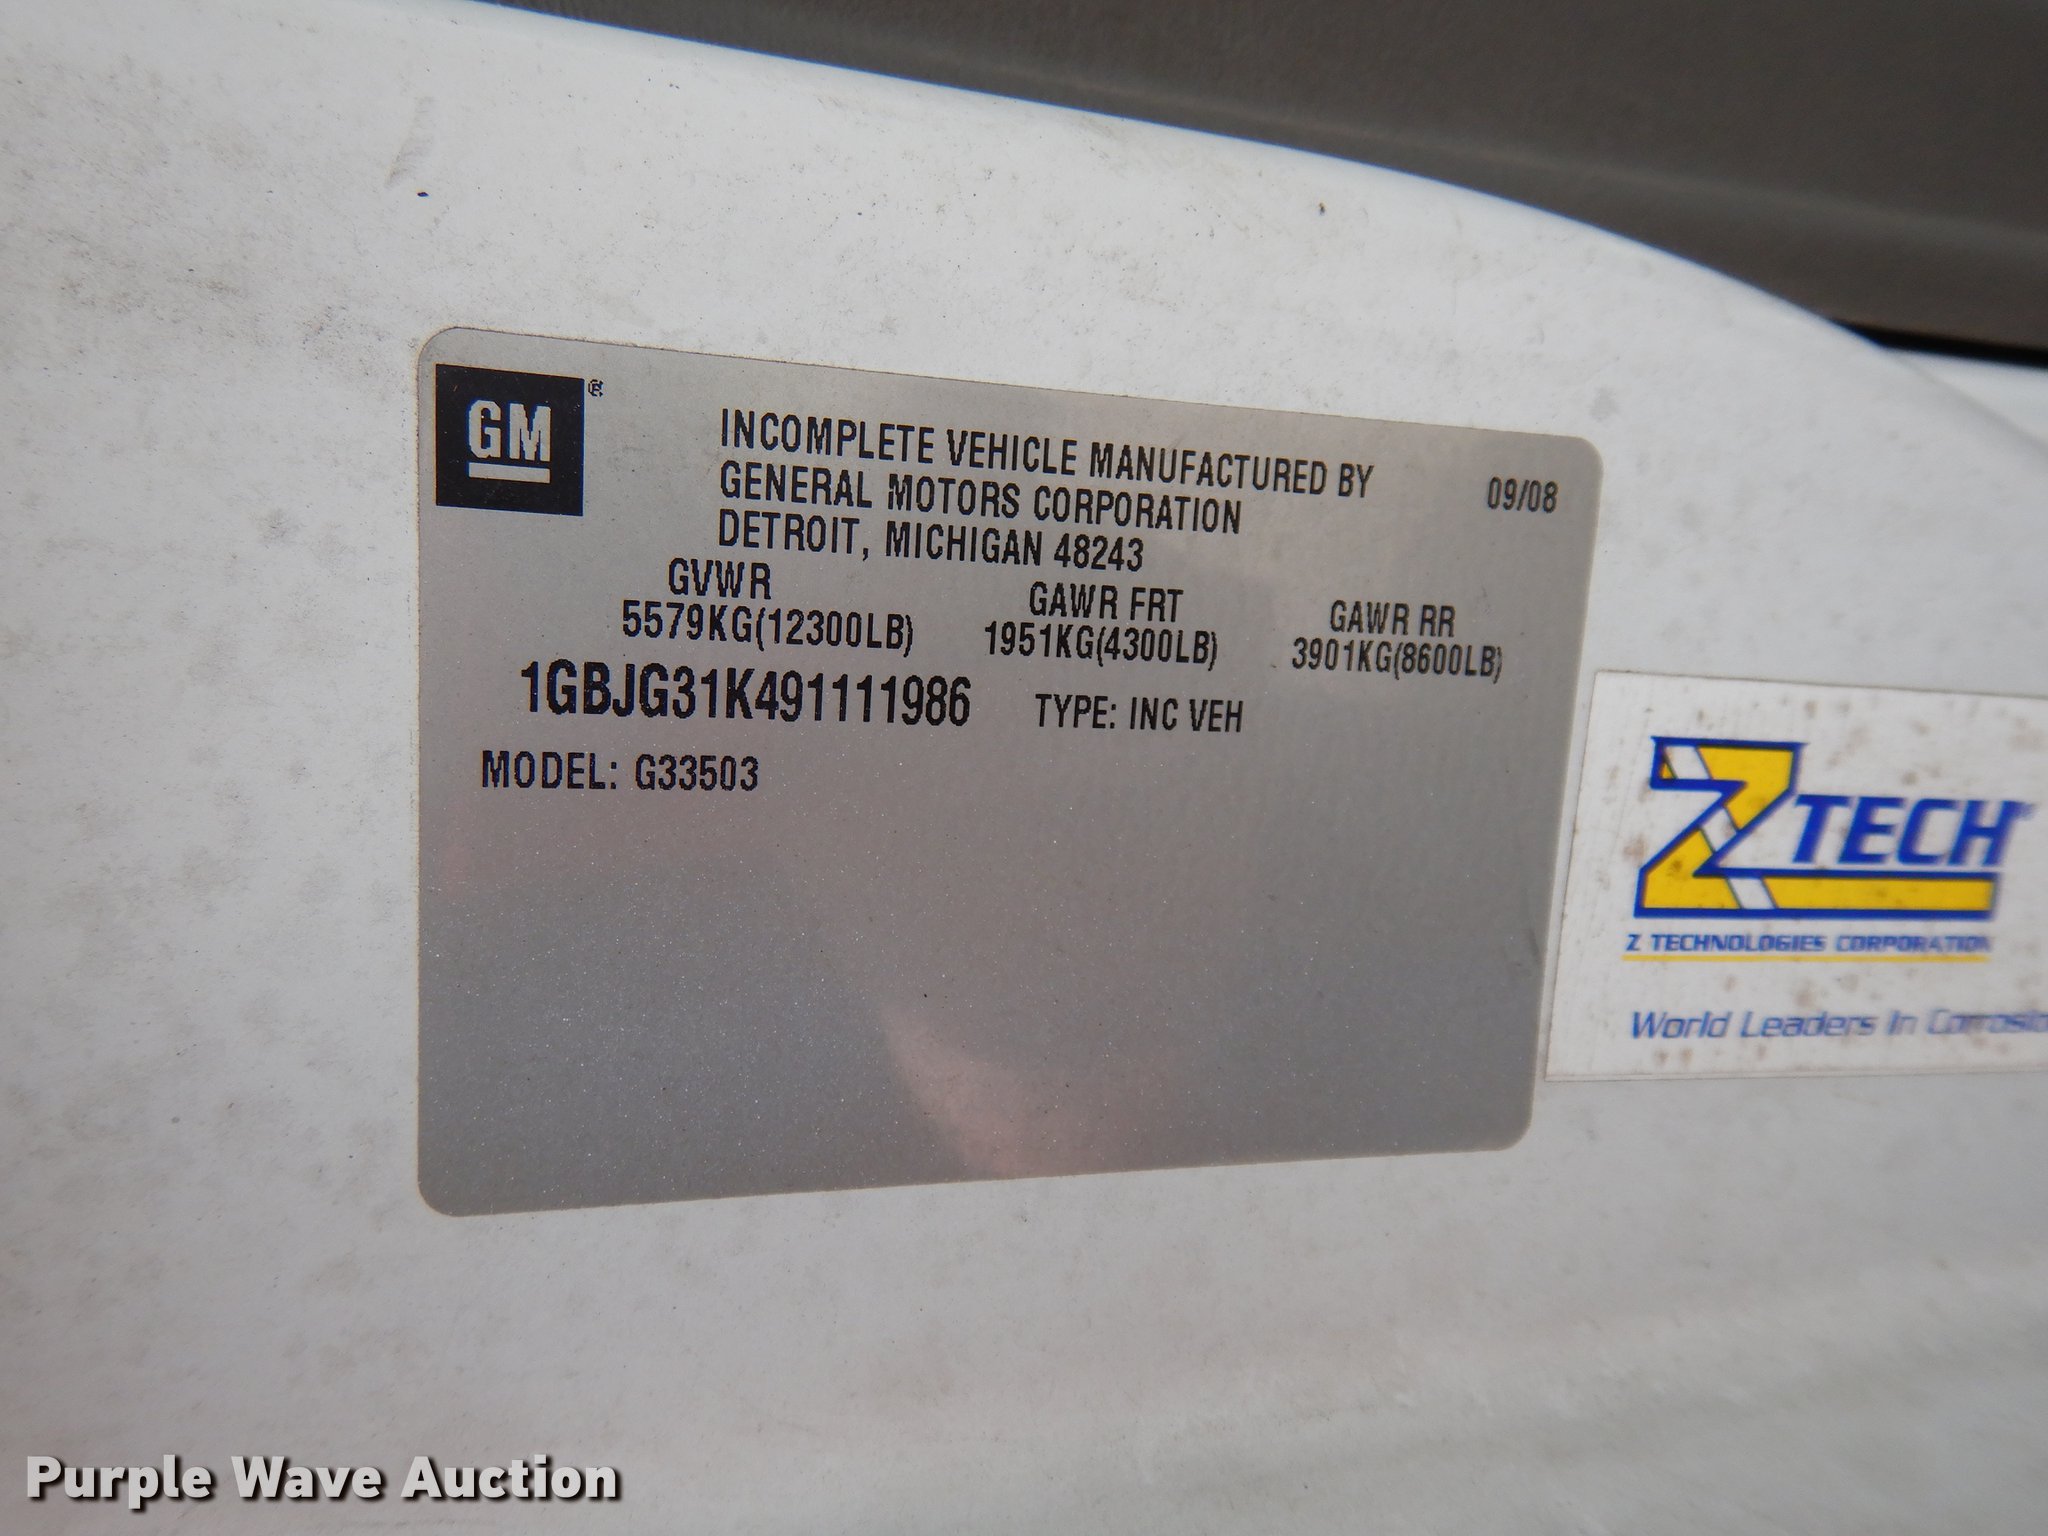 GM
INCOMPLETE VEHICLE MANUFACTURED BY
GENERAL MOTORS CORPORATION
DETROIT, MICHIGAN 48243
09/08
GVWR
5579KG(12300LB)
GAWR FRT
1951KG(4300LB)
GAWR RR
3901KG(8600LB)
1GBJG31K491111986 TYPE: INC VEH
MODEL: G33503
Z TECH
Z TECHNOLOGIES CORPORATION
World Leaders In
Purple Wave Auction